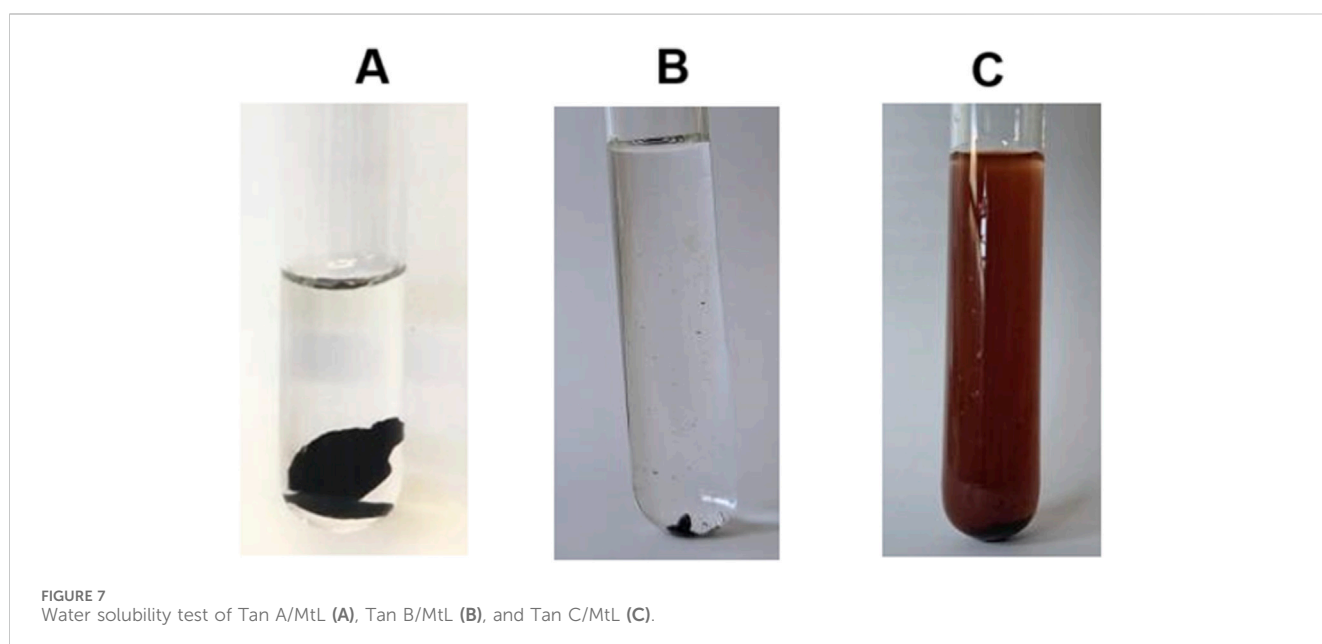 A B C
FIGURE 7
Water solubility test of Tan A/MtL (A), Tan B/MtL (B), and Tan C/MtL (C).